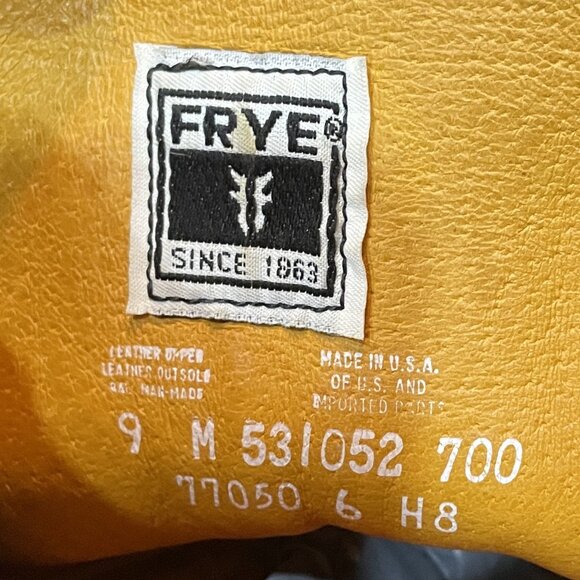 FRYE®
SINCE 1863
LEATHER UPPER
LEATHER OUTSOLE
BAL. MAN-MADE
MADE IN U.S.A.
OF U.S. AND
IMPORTED PARTS
9 M 531052 700
77050 6 H8